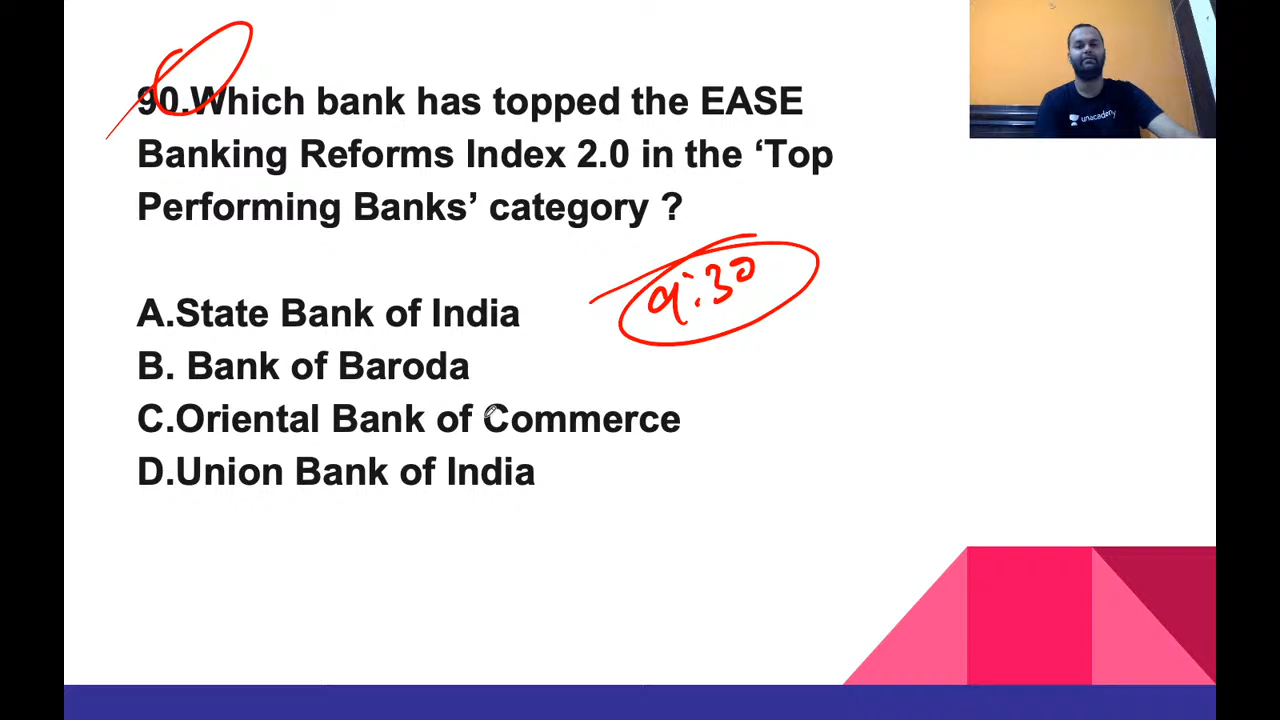 90.Which bank has topped the EASE
Banking Reforms Index 2.0 in the ‘Top
Performing Banks’ category ?
9:30
A.State Bank of India
B. Bank of Baroda
C.Oriental Bank of Commerce
D.Union Bank of India
unacademy